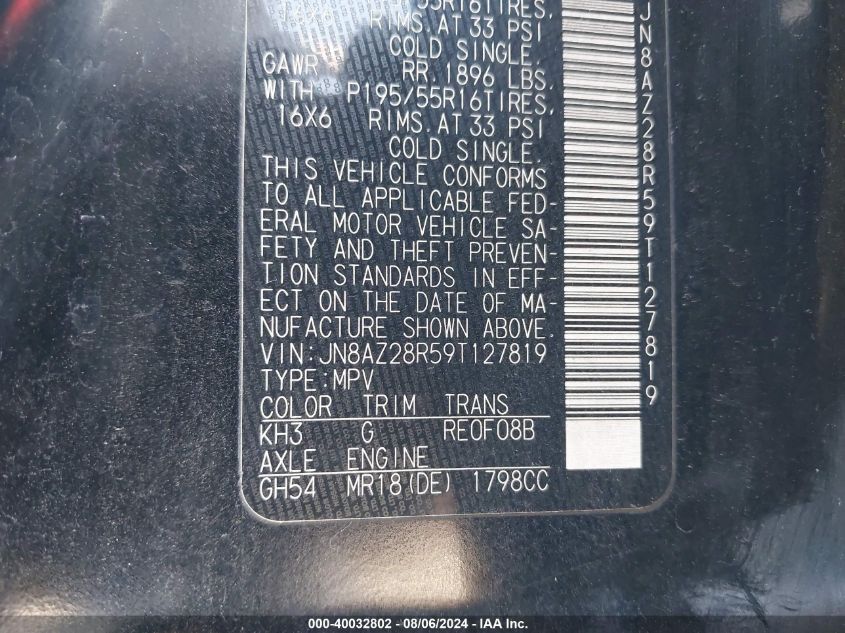 55R16TIRES,
RIMS. AT 33 PSI
COLD SINGLE.
GAWR RR. 1896 LBS.
WITH P195/55R16TIRES,
16X6 RIMS. AT 33 PSI
COLD SINGLE.
THIS VEHICLE CONFORMS
TO ALL APPLICABLE FED-
ERAL MOTOR VEHICLE SA-
FETY AND THEFT PREVEN-
TION STANDARDS IN EFF-
ECT ON THE DATE OF MA-
NUFACTURE SHOWN ABOVE.
VIN:JN8AZ28R59T127819
TYPE:MPV
COLOR TRIM TRANS
KH3 G RE0F08B
AXLE ENGINE
GH54 MR18(DE) 1798CC
JN8AZ28R59T127819
000-40032802 - 08/06/2024 - IAA Inc.